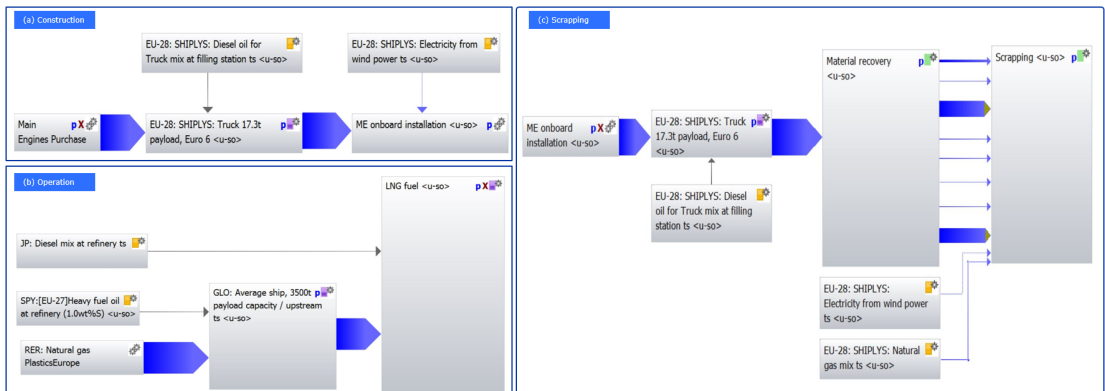 (a) Construction
EU-28: SHIPLYS: Diesel oil for
Truck mix at filling station ts <u-so>
EU-28: SHIPLYS: Electricity from
wind power ts <u-so>
Main
Engines Purchase
pX
EU-28: SHIPLYS: Truck 17.3t
payload, Euro 6 <u-so>
p
ME onboard installation <u-so>
p
(b) Operation
LNG fuel <u-so>
pX
JP: Diesel mix at refinery ts
SPY:[EU-27]Heavy fuel oil
at refinery (1.0wt%S) <u-so>
GLO: Average ship, 3500t
payload capacity / upstream
ts <u-so>
p
RER: Natural gas
PlasticsEurope
(c) Scrapping
ME onboard
installation <u-so>
pX
EU-28: SHIPLYS: Truck
17.3t payload, Euro 6
<u-so>
p
EU-28: SHIPLYS: Diesel
oil for Truck mix at filling
station ts <u-so>
Material recovery
<u-so>
p
Scrapping <u-so>
p
EU-28: SHIPLYS:
Electricity from wind power
ts <u-so>
EU-28: SHIPLYS: Natural
gas mix ts <u-so>